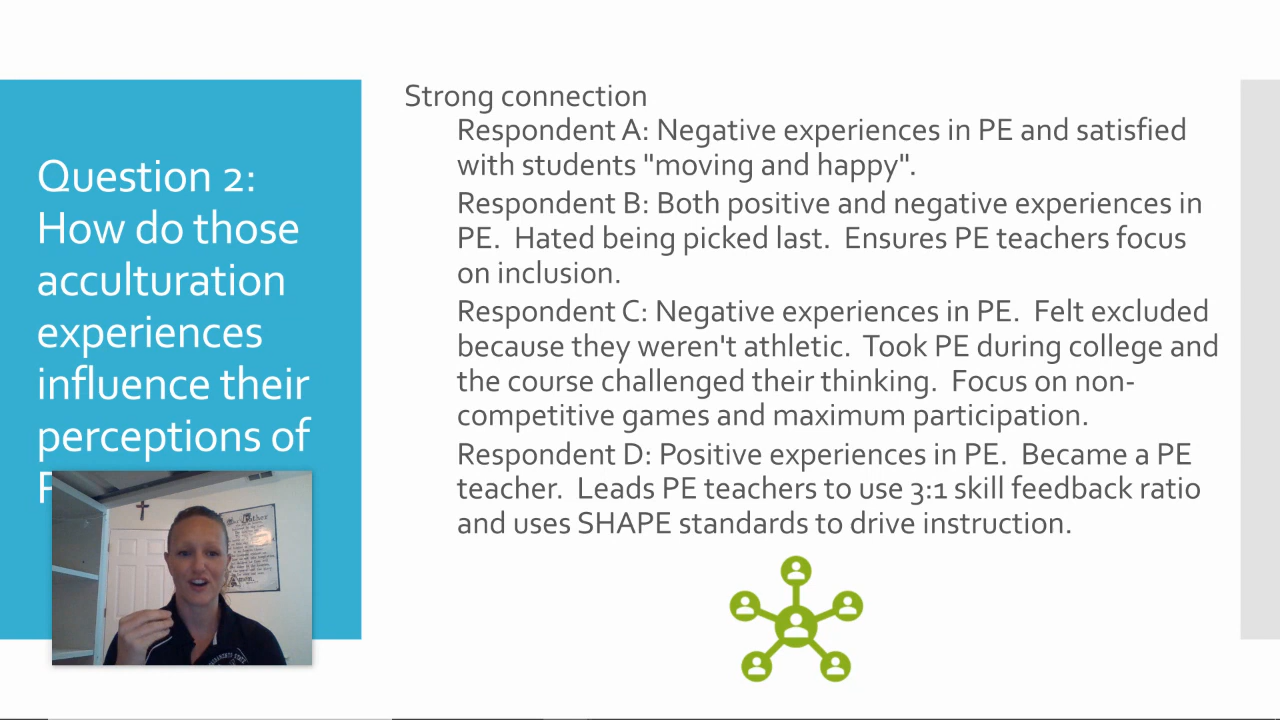 Question 2:
How do those
acculturation
experiences
influence their
perceptions of
Strong connection
Respondent A: Negative experiences in PE and satisfied
with students "moving and happy".
Respondent B: Both positive and negative experiences in
PE.  Hated being picked last.  Ensures PE teachers focus
on inclusion.
Respondent C: Negative experiences in PE.  Felt excluded
because they weren't athletic.  Took PE during college and
the course challenged their thinking.  Focus on non-
competitive games and maximum participation.
Respondent D: Positive experiences in PE.  Became a PE
teacher.  Leads PE teachers to use 3:1 skill feedback ratio
and uses SHAPE standards to drive instruction.